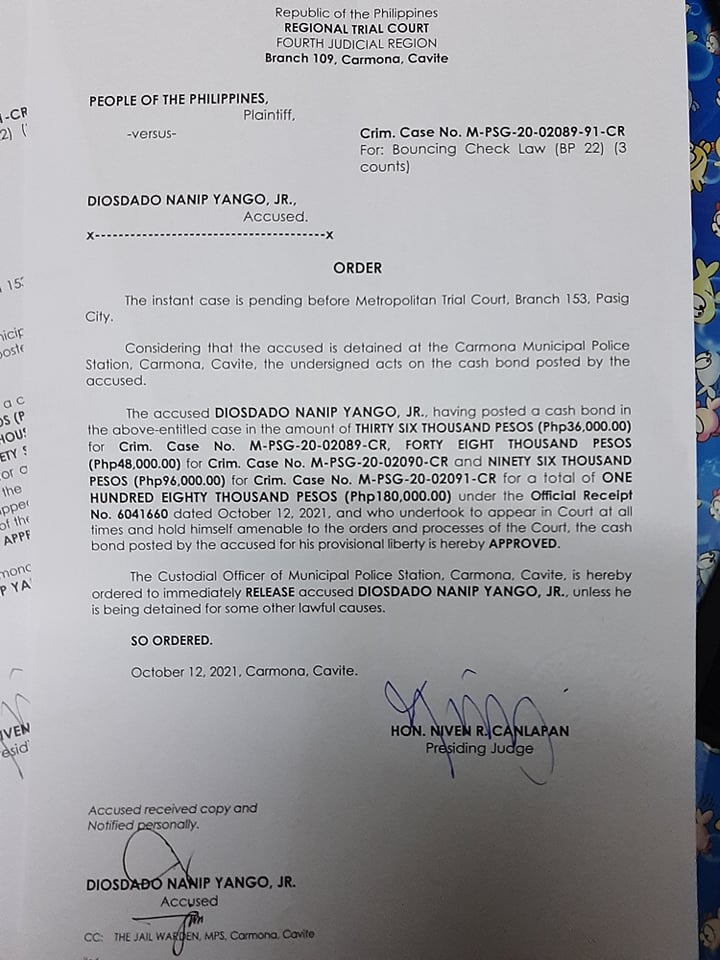 Republic of the Philippines
REGIONAL TRIAL COURT
FOURTH JUDICIAL REGION
Branch 109, Carmona, Cavite
PEOPLE OF THE PHILIPPINES,
Plaintiff,
-versus-
Crim. Case No. M-PSG-20-02089-91-CR
For: Bouncing Check Law (BP 22) (3
counts)
DIOSDADO NANIP YANGO, JR.,
Accused.
x-----------------------------------x
ORDER
The instant case is pending before Metropolitan Trial Court, Branch 153, Pasig
City.
Considering that the accused is detained at the Carmona Municipal Police
Station, Carmona, Cavite, the undersigned acts on the cash bond posted by the
accused.
The accused DIOSDADO NANIP YANGO, JR., having posted a cash bond in
the above-entitled case in the amount of THIRTY SIX THOUSAND PESOS (Php36,000.00)
for Crim. Case No. M-PSG-20-02089-CR, FORTY EIGHT THOUSAND PESOS
(Php48,000.00) for Crim. Case No. M-PSG-20-02090-CR and NINETY SIX THOUSAND
PESOS (Php96,000.00) for Crim. Case No. M-PSG-20-02091-CR for a total of ONE
HUNDRED EIGHTY THOUSAND PESOS (Php180,000.00) under the Official Receipt
No. 6041660 dated October 12, 2021, and who undertook to appear in Court at all
times and hold himself amenable to the orders and processes of the Court, the cash
bond posted by the accused for his provisional liberty is hereby APPROVED.
The Custodial Officer of Municipal Police Station, Carmona, Cavite, is hereby
ordered to immediately RELEASE accused DIOSDADO NANIP YANGO, JR., unless he
is being detained for some other lawful causes.
SO ORDERED.
October 12, 2021, Carmona, Cavite.
HON. NIVEN R. CANLAPAN
Presiding Judge
Accused received copy and
Notified personally.
DIOSDADO NANIP YANGO, JR.
Accused
CC: THE JAIL WARDEN, MPS, Carmona, Cavite